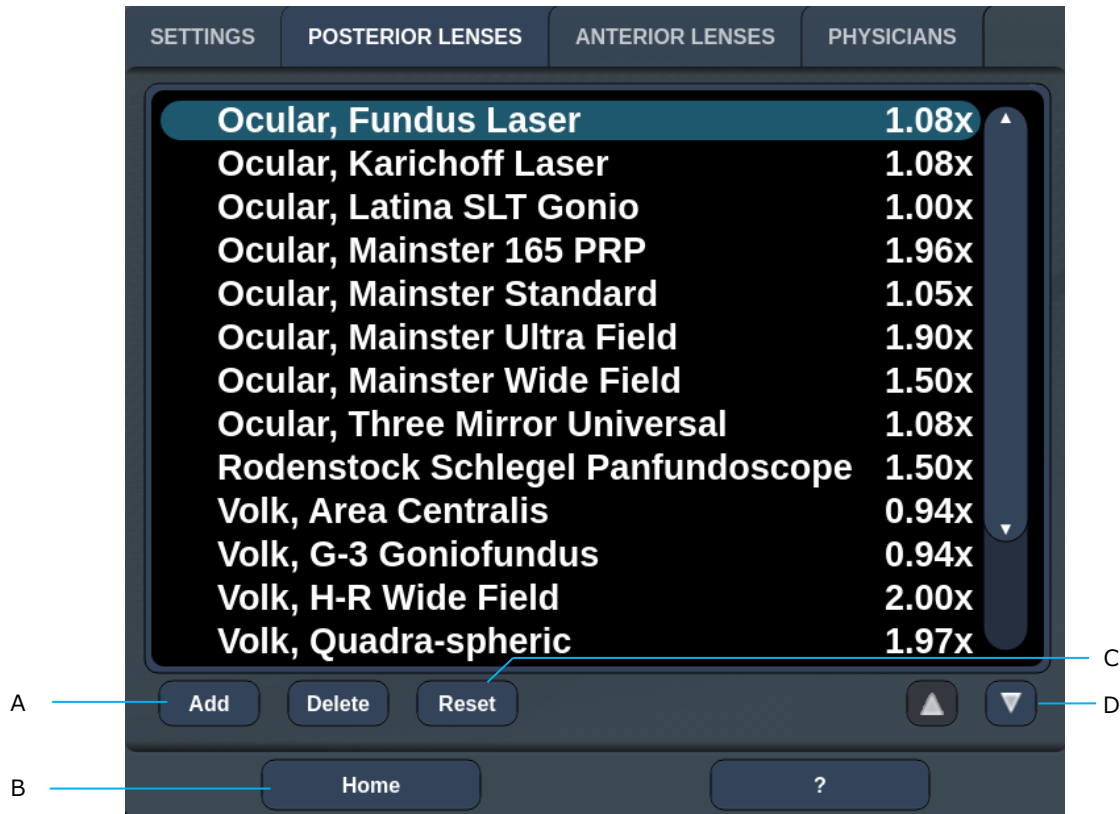 SETTINGS POSTERIOR LENSES ANTERIOR LENSES PHYSICIANS
Ocular, Fundus Laser 1.08x
Ocular, Karichoff Laser 1.08x
Ocular, Latina SLT Gonio 1.00x
Ocular, Mainster 165 PRP 1.96x
Ocular, Mainster Standard 1.05x
Ocular, Mainster Ultra Field 1.90x
Ocular, Mainster Wide Field 1.50x
Ocular, Three Mirror Universal 1.08x
Rodenstock Schlegel Panfundoscope 1.50x
Volk, Area Centralis 0.94x
Volk, G-3 Goniofundus 0.94x
Volk, H-R Wide Field 2.00x
Volk, Quadra-spheric 1.97x
C
A Add Delete Reset D
B Home ?